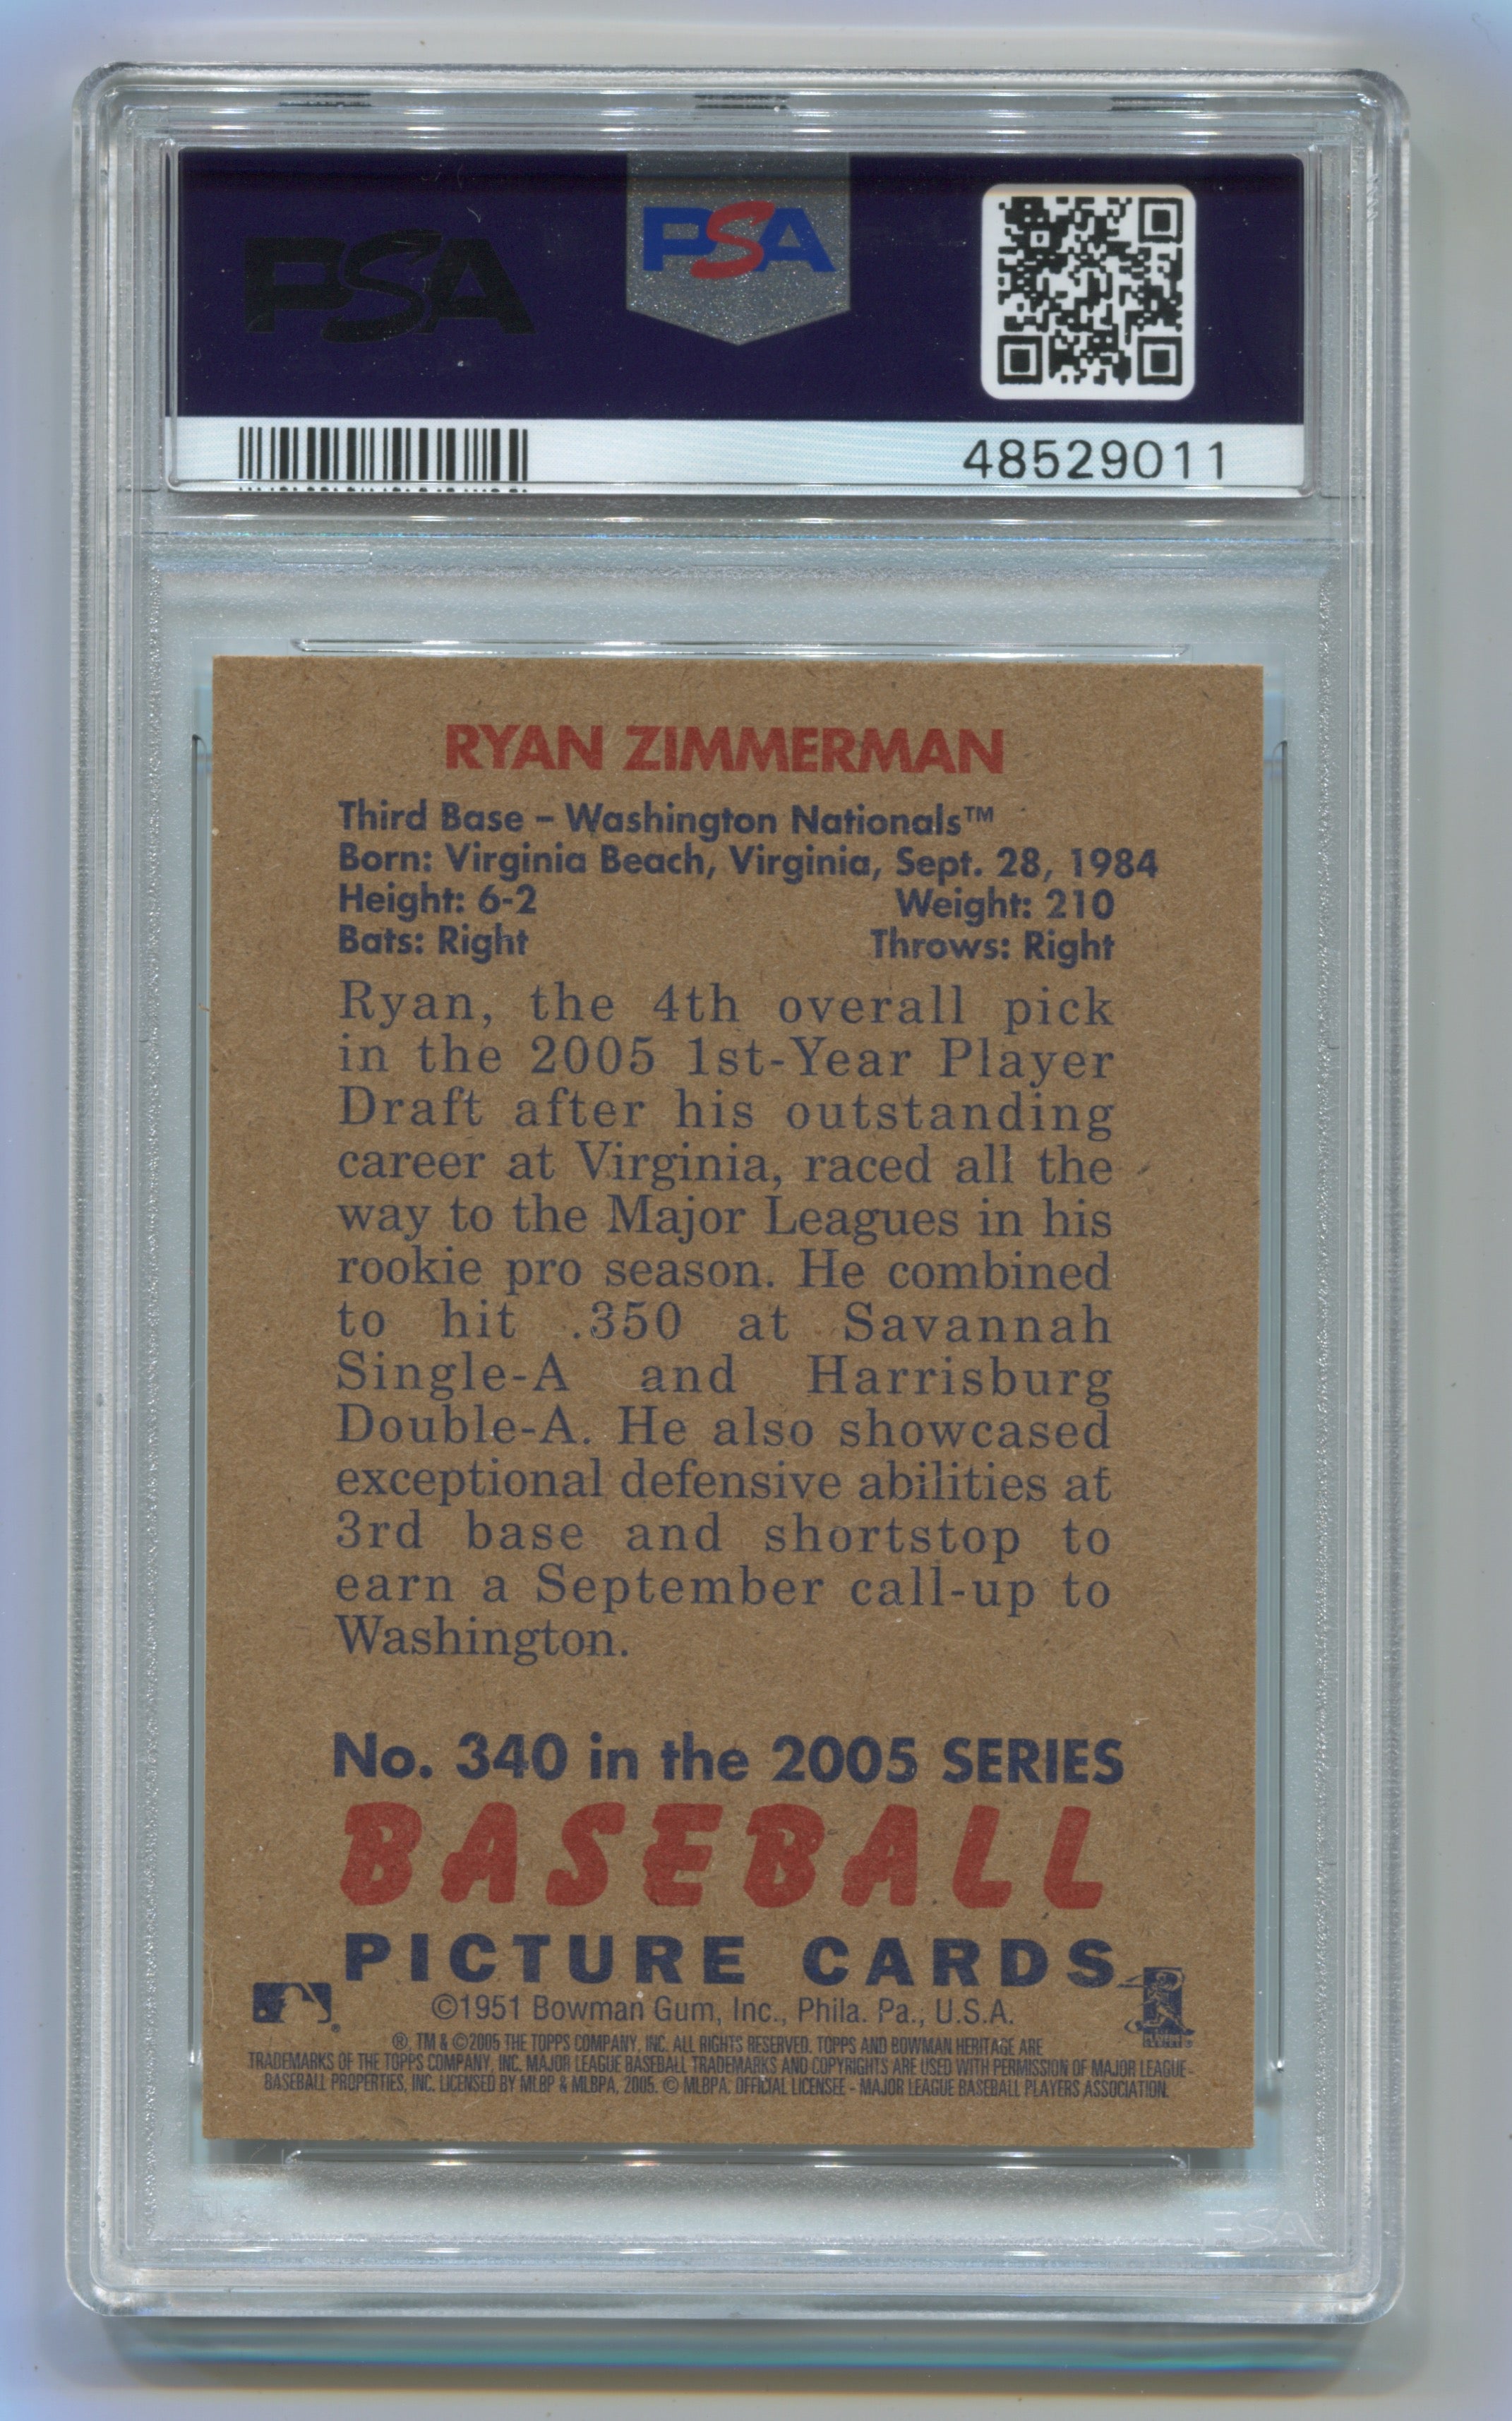 PSA
PSA
48529011
RYAN ZIMMERMAN
Third Base – Washington Nationals™
Born: Virginia Beach, Virginia, Sept. 28, 1984
Height: 6-2 Weight: 210
Bats: Right Throws: Right
Ryan, the 4th overall pick
in the 2005 1st-Year Player
Draft after his outstanding
career at Virginia, raced all the
way to the Major Leagues in his
rookie pro season. He combined
to hit .350 at Savannah
Single-A and Harrisburg
Double-A. He also showcased
exceptional defensive abilities at
3rd base and shortstop to
earn a September call-up to
Washington.
No. 340 in the 2005 SERIES
BASEBALL
PICTURE CARDS
©1951 Bowman Gum, Inc., Phila. Pa., U.S.A.
®, TM & ©2005 THE TOPPS COMPANY, INC. ALL RIGHTS RESERVED. TOPPS AND BOWMAN HERITAGE ARE
TRADEMARKS OF THE TOPPS COMPANY, INC. MAJOR LEAGUE BASEBALL TRADEMARKS AND COPYRIGHTS ARE USED WITH PERMISSION OF MAJOR LEAGUE
BASEBALL PROPERTIES, INC. LICENSED BY MLBP & MLBPA, 2005. © MLBPA. OFFICIAL LICENSEE - MAJOR LEAGUE BASEBALL PLAYERS ASSOCIATION.
PSA